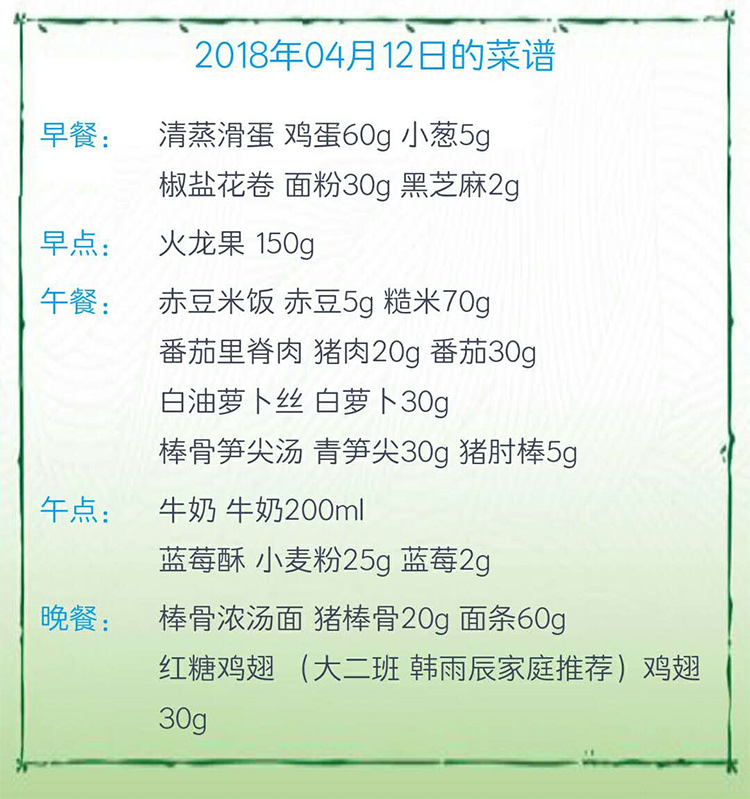 2018年04月12日的菜谱
早餐： 清蒸滑蛋 鸡蛋60g 小葱5g
椒盐花卷 面粉30g 黑芝麻2g
早点： 火龙果 150g
午餐： 赤豆米饭 赤豆5g 糙米70g
番茄里脊肉 猪肉20g 番茄30g
白油萝卜丝 白萝卜30g
棒骨笋尖汤 青笋尖30g 猪肘棒5g
午点： 牛奶 牛奶200ml
蓝莓酥 小麦粉25g 蓝莓2g
晚餐： 棒骨浓汤面 猪棒骨20g 面条60g
红糖鸡翅 （大二班 韩雨辰家庭推荐）鸡翅
30g